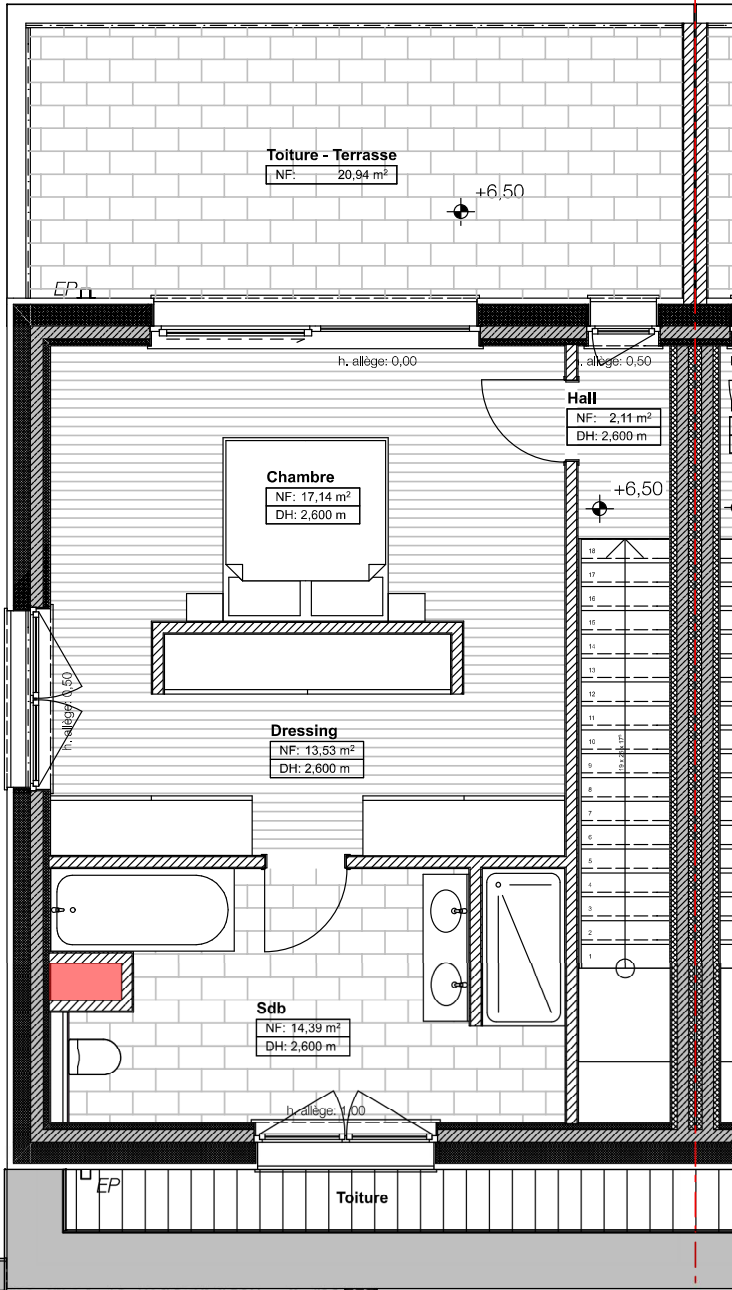 Toiture - Terrasse
NF: 20,94 m²
+6,50
EP
h. allège: 0,00
. allège: 0,50
Hall
NF: 2,11 m²
DH: 2,600 m
+6,50
Chambre
NF: 17,14 m²
DH: 2,600 m
18
17
16
15
14
13
12
11
10
9
8
7
6
5
4
3
2
1
h. allège: 0,50
Dressing
NF: 13,53 m²
DH: 2,600 m
Sdb
NF: 14,39 m²
DH: 2,600 m
h. allège: 1,00
EP
Toiture